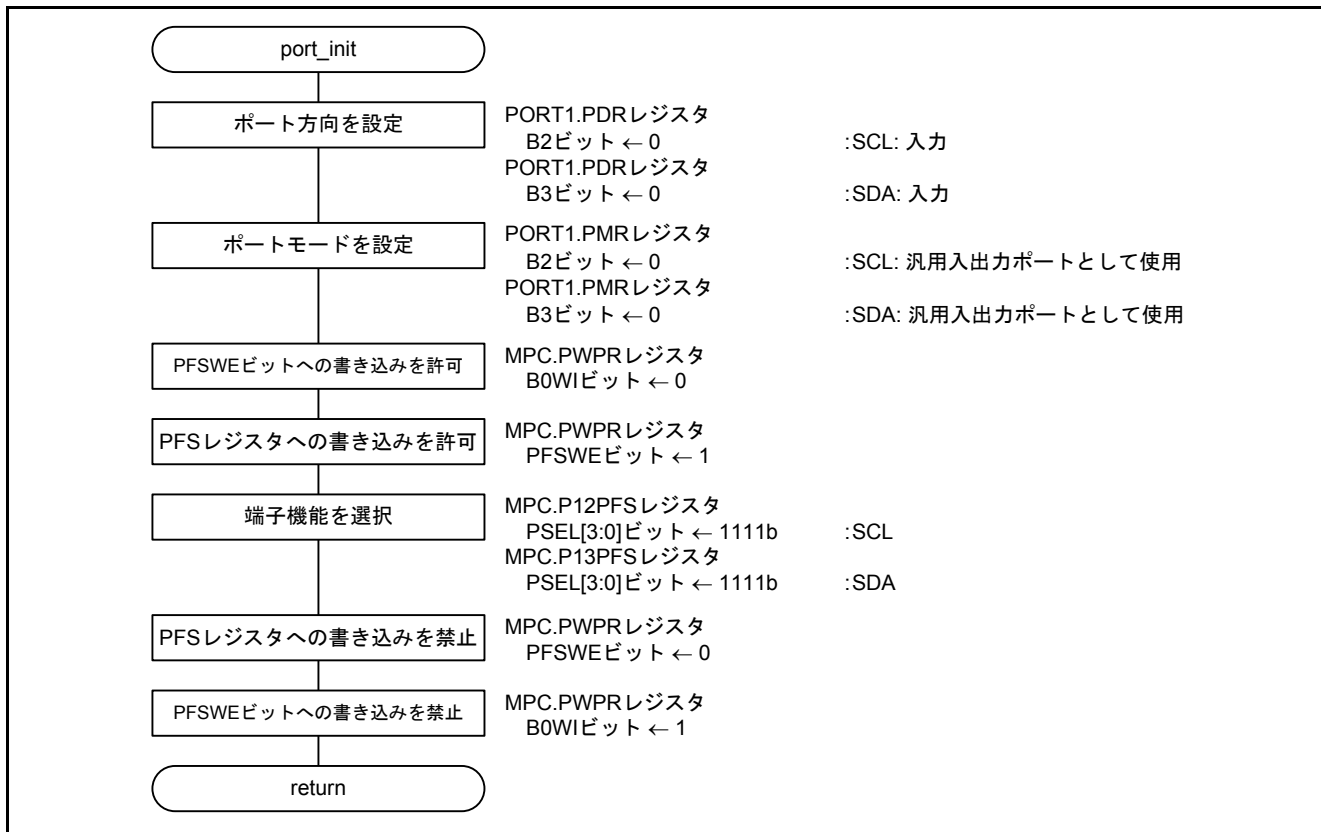 port_init
ポート方向を設定
PORT1.PDRレジスタ
B2ビット ← 0 :SCL: 入力
PORT1.PDRレジスタ
B3ビット ← 0 :SDA: 入力
ポートモードを設定
PORT1.PMRレジスタ
B2ビット ← 0 :SCL: 汎用入出力ポートとして使用
PORT1.PMRレジスタ
B3ビット ← 0 :SDA: 汎用入出力ポートとして使用
PFSWEビットへの書き込みを許可
MPC.PWPRレジスタ
B0WIビット ← 0
PFSレジスタへの書き込みを許可
MPC.PWPRレジスタ
PFSWEビット ← 1
端子機能を選択
MPC.P12PFSレジスタ
PSEL[3:0]ビット ← 1111b :SCL
MPC.P13PFSレジスタ
PSEL[3:0]ビット ← 1111b :SDA
PFSレジスタへの書き込みを禁止
MPC.PWPRレジスタ
PFSWEビット ← 0
PFSWEビットへの書き込みを禁止
MPC.PWPRレジスタ
B0WIビット ← 1
return